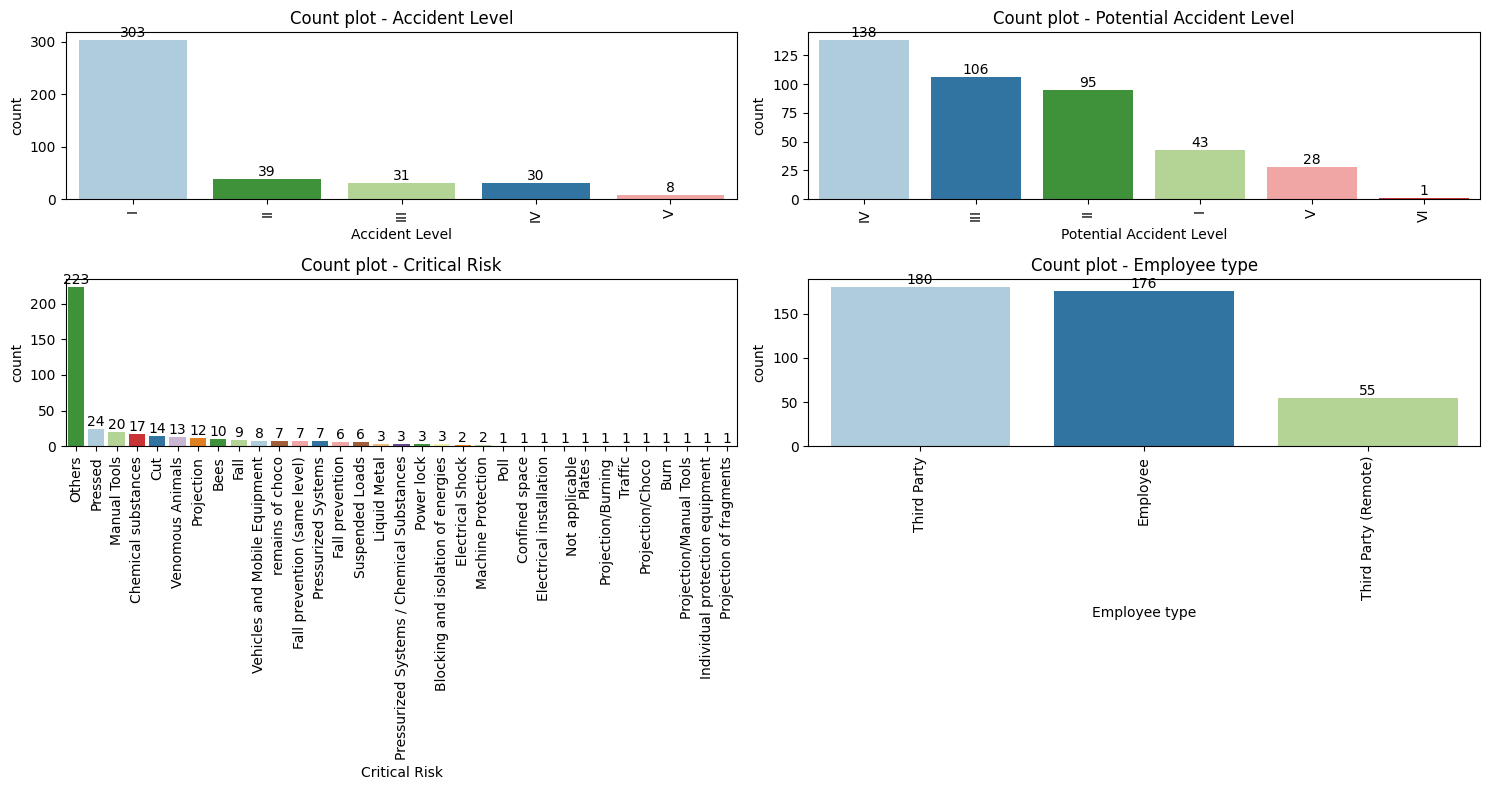 Count plot - Accident Level
303
39
31
30
8
300
200
100
0
count
I
II
III
IV
V
Accident Level
Count plot - Potential Accident Level
138
106
95
43
28
1
125
100
75
50
25
0
count
IV
III
II
I
V
VI
Potential Accident Level
Count plot - Critical Risk
223
24
20
17
14
13
12
10
9
8
7
7
7
6
6
3
3
3
3
2
2
1
1
1
1
1
1
1
1
1
1
1
1
200
150
100
50
0
count
Others
Pressed
Manual Tools
Chemical substances
Cut
Venomous Animals
Projection
Bees
Fall
Vehicles and Mobile Equipment
remains of choco
Fall prevention (same level)
Pressurized Systems
Fall prevention
Suspended Loads
Liquid Metal
Pressurized Systems / Chemical Substances
Power lock
Blocking and isolation of energies
Electrical Shock
Machine Protection
Poll
Confined space
Electrical installation
Not applicable
Plates
Projection/Burning
Traffic
Projection/Choco
Burn
Projection/Manual Tools
Individual protection equipment
Projection of fragments
Critical Risk
Count plot - Employee type
180
176
55
150
100
50
0
count
Third Party
Employee
Third Party (Remote)
Employee type